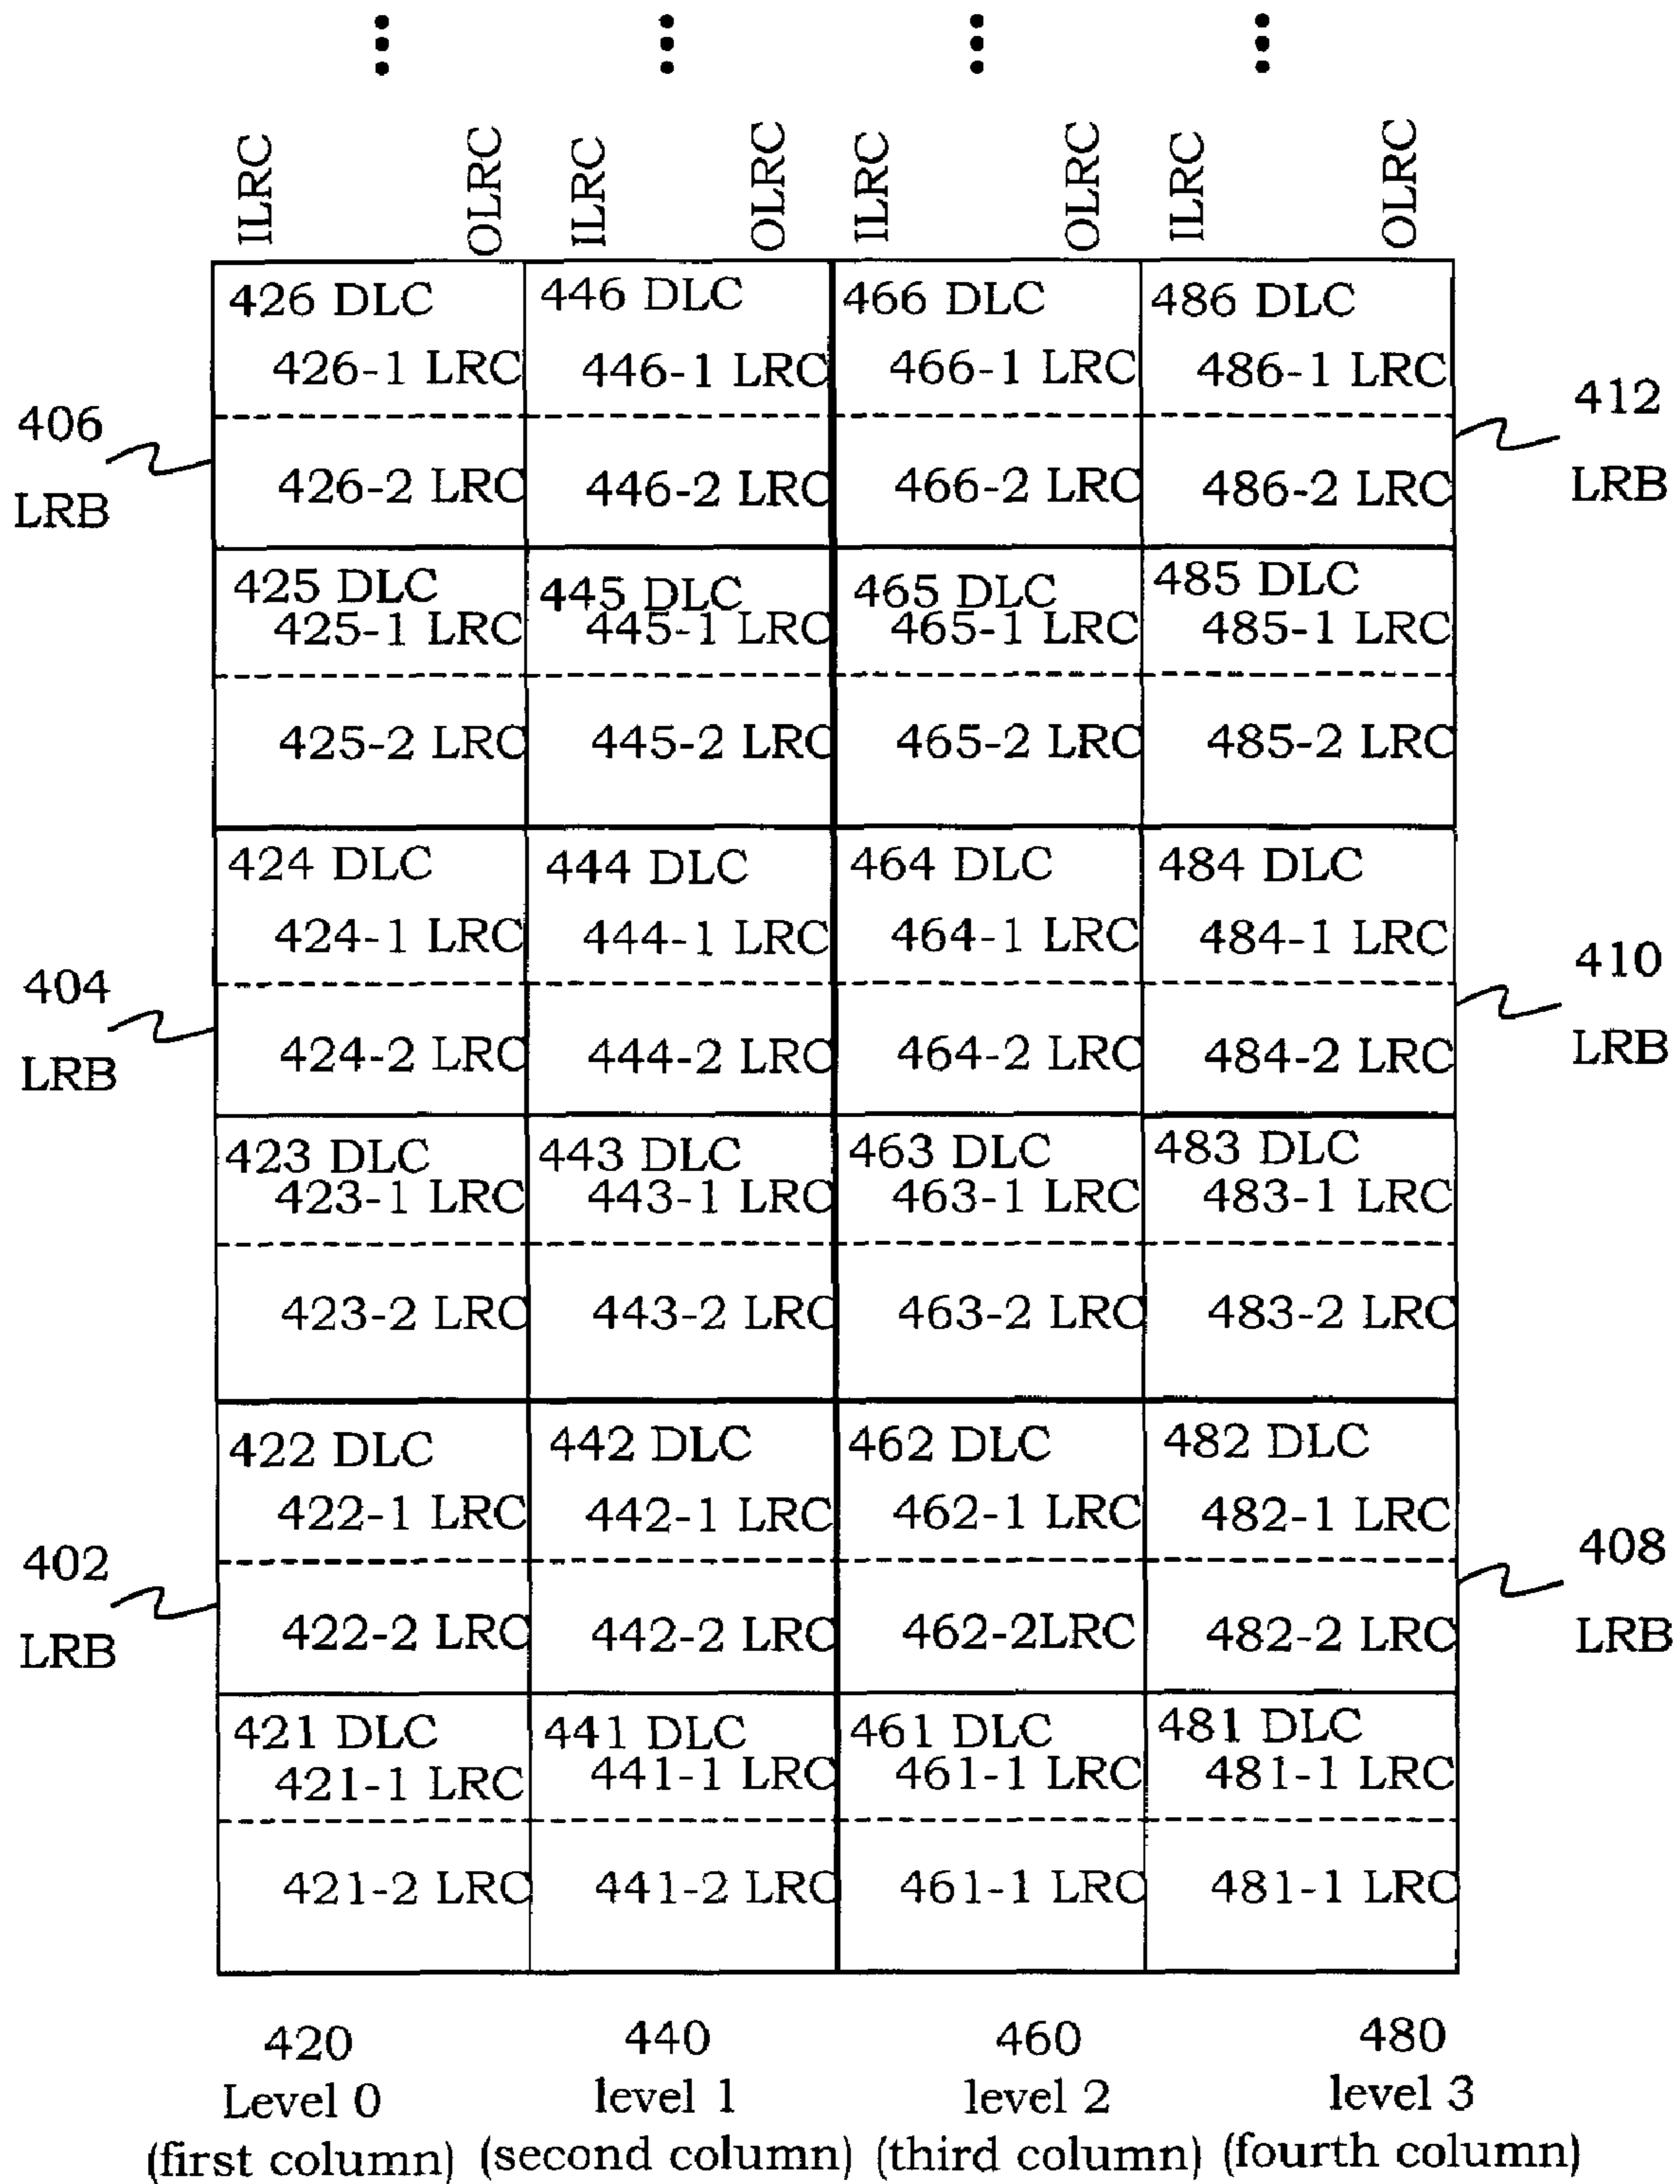 ILRC OLRC ILRC OLRC ILRC OLRC ILRC OLRC
426 DLC 446 DLC 466 DLC 486 DLC
426-1 LRC 446-1 LRC 466-1 LRC 486-1 LRC
406 LRB 412 LRB
426-2 LRC 446-2 LRC 466-2 LRC 486-2 LRC
425 DLC 445 DLC 465 DLC 485 DLC
425-1 LRC 445-1 LRC 465-1 LRC 485-1 LRC
425-2 LRC 445-2 LRC 465-2 LRC 485-2 LRC
424 DLC 444 DLC 464 DLC 484 DLC
424-1 LRC 444-1 LRC 464-1 LRC 484-1 LRC
404 LRB 410 LRB
424-2 LRC 444-2 LRC 464-2 LRC 484-2 LRC
423 DLC 443 DLC 463 DLC 483 DLC
423-1 LRC 443-1 LRC 463-1 LRC 483-1 LRC
423-2 LRC 443-2 LRC 463-2 LRC 483-2 LRC
422 DLC 442 DLC 462 DLC 482 DLC
422-1 LRC 442-1 LRC 462-1 LRC 482-1 LRC
402 LRB 408 LRB
422-2 LRC 442-2 LRC 462-2LRC 482-2 LRC
421 DLC 441 DLC 461 DLC 481 DLC
421-1 LRC 441-1 LRC 461-1 LRC 481-1 LRC
421-2 LRC 441-2 LRC 461-1 LRC 481-1 LRC
420 440 460 480
Level 0 level 1 level 2 level 3
(first column) (second column) (third column) (fourth column)